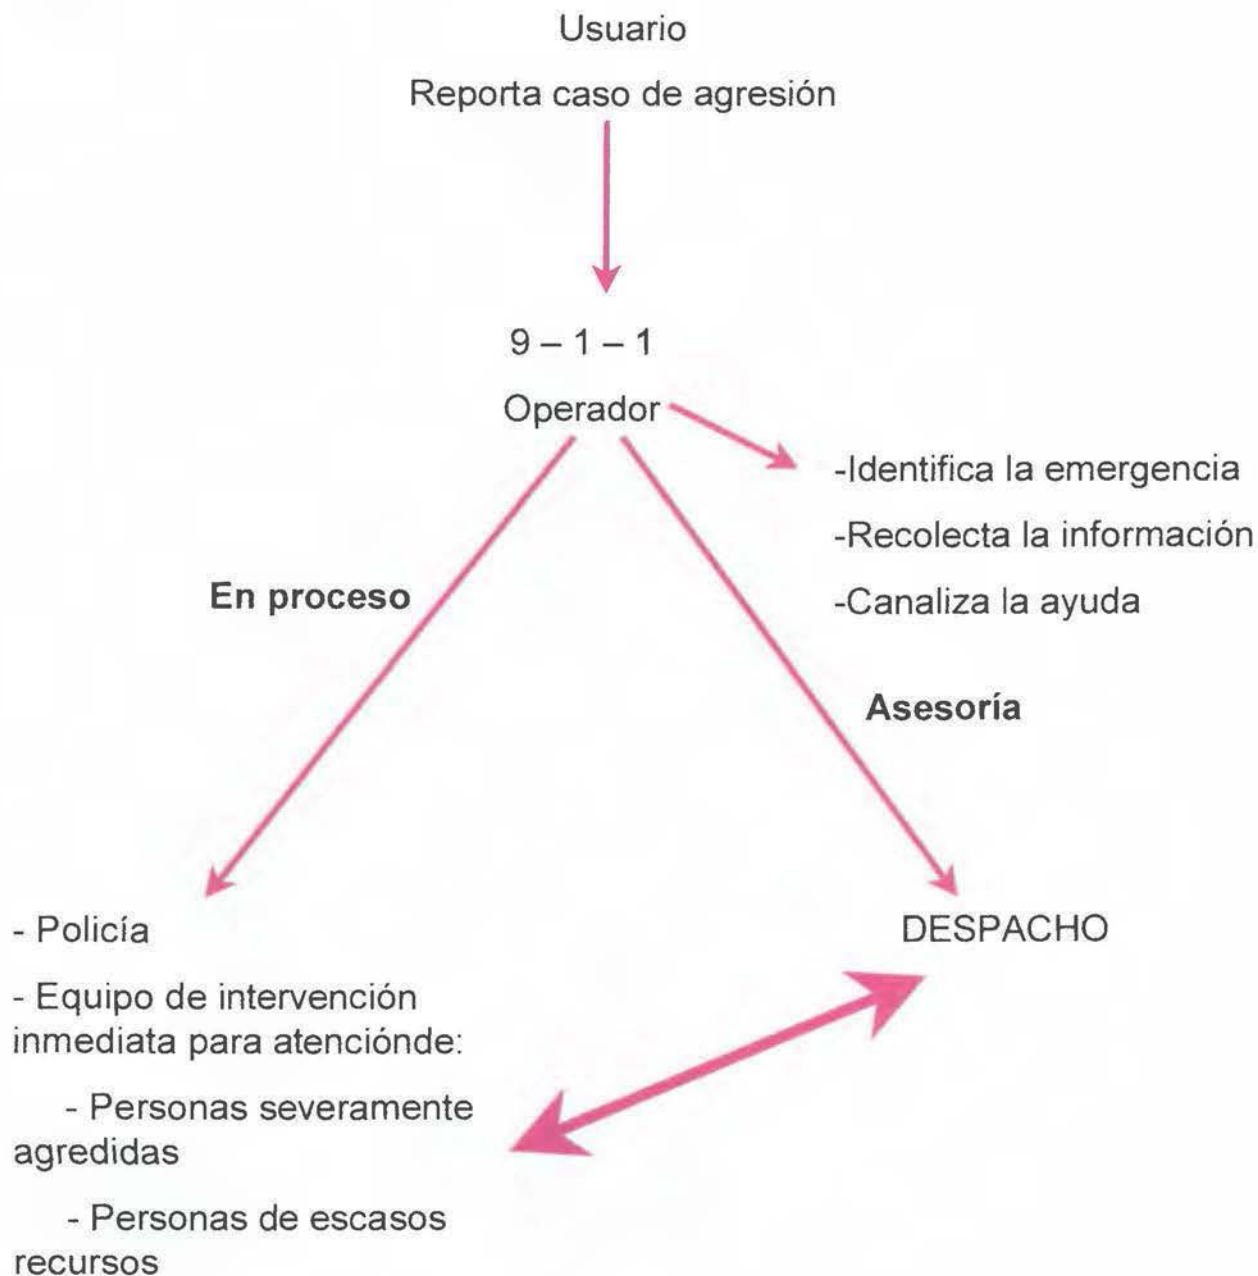 Usuario
Reporta caso de agresión
9 – 1 – 1
Operador
-Identifica la emergencia
-Recolecta la información
-Canaliza la ayuda
En proceso
Asesoría
- Policía
- Equipo de intervención
inmediata para atenciónde:
- Personas severamente
agredidas
- Personas de escasos
recursos
DESPACHO